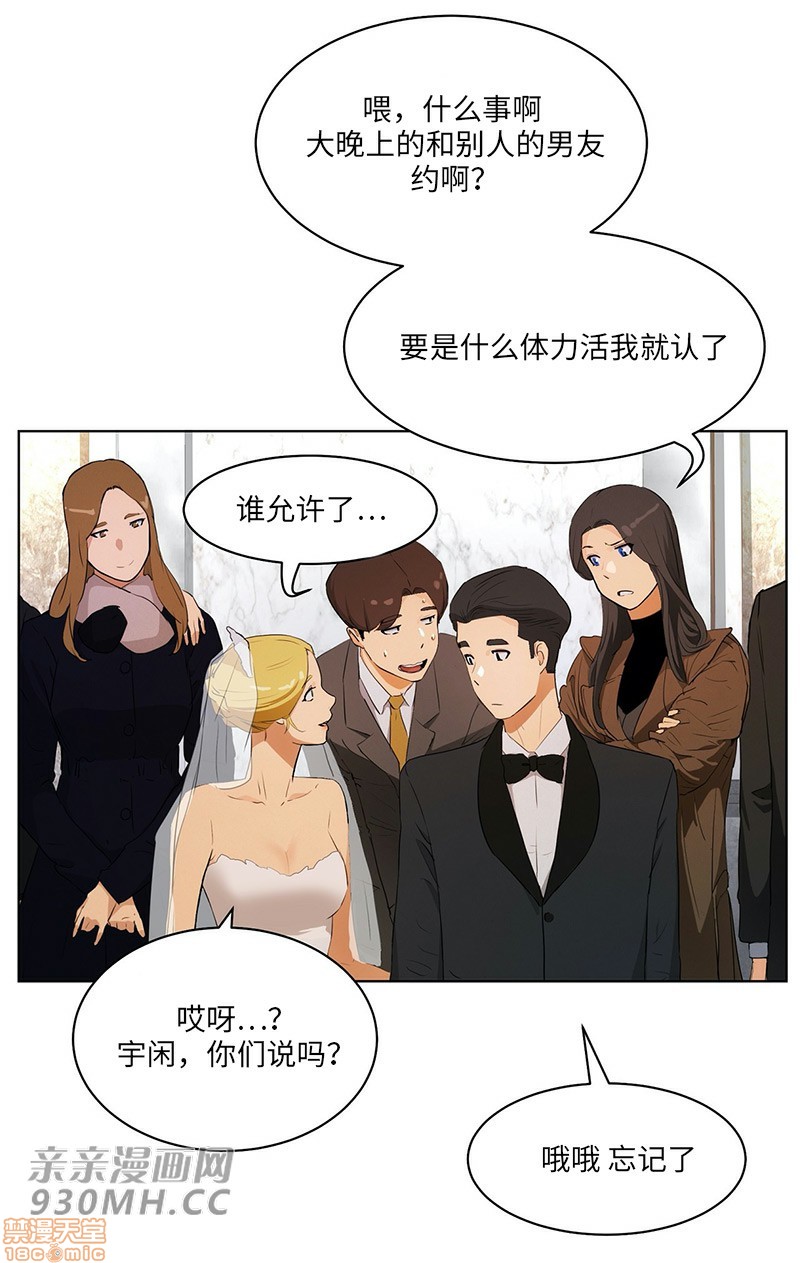 喂，什么事啊
大晚上的和别人的男友
约啊？
要是什么体力活我就认了
谁允许了...
哎呀...？
宇闲，你们说吗？
哦哦 忘记了
亲亲漫画网
930MH.CC
禁漫天堂
18comic